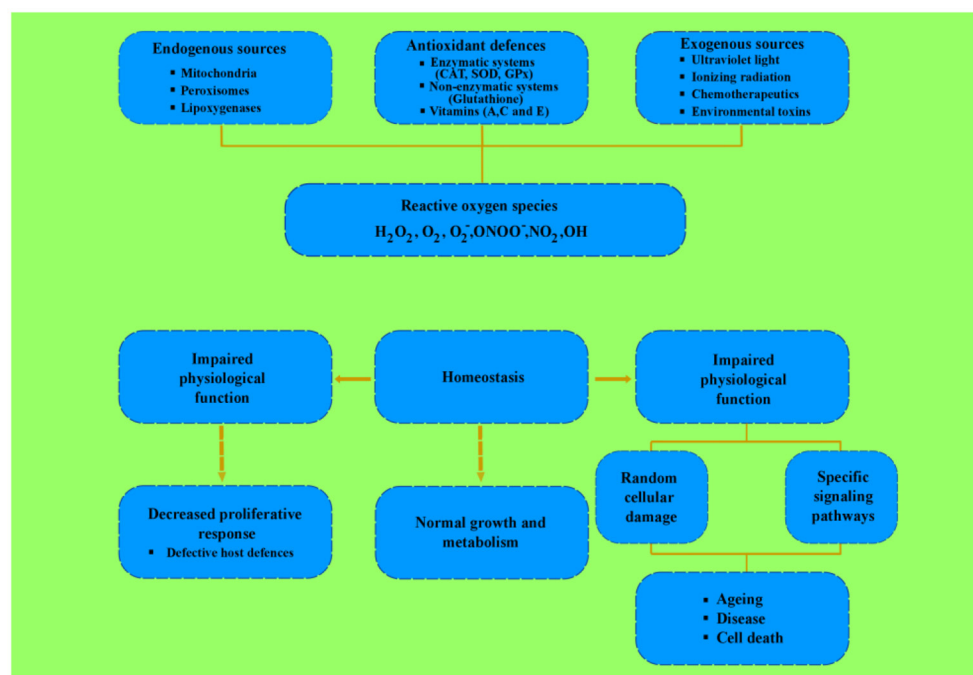 Endogenous sources
▪ Mitochondria
▪ Peroxisomes
▪ Lipoxygenases
Antioxidant defences
▪ Enzymatic systems
(CAT, SOD, GPx)
▪ Non-enzymatic systems
(Glutathione)
▪ Vitamins (A,C and E)
Exogenous sources
▪ Ultraviolet light
▪ Ionizing radiation
▪ Chemotherapeutics
▪ Environmental toxins
Reactive oxygen species
H₂O₂, O₂, O₂⁻,ONOO⁻,NO₂,OH
Impaired
physiological
function
Homeostasis
Impaired
physiological
function
Decreased proliferative
response
▪ Defective host defences
Normal growth and
metabolism
Random
cellular
damage
Specific
signaling
pathways
▪ Ageing
▪ Disease
▪ Cell death